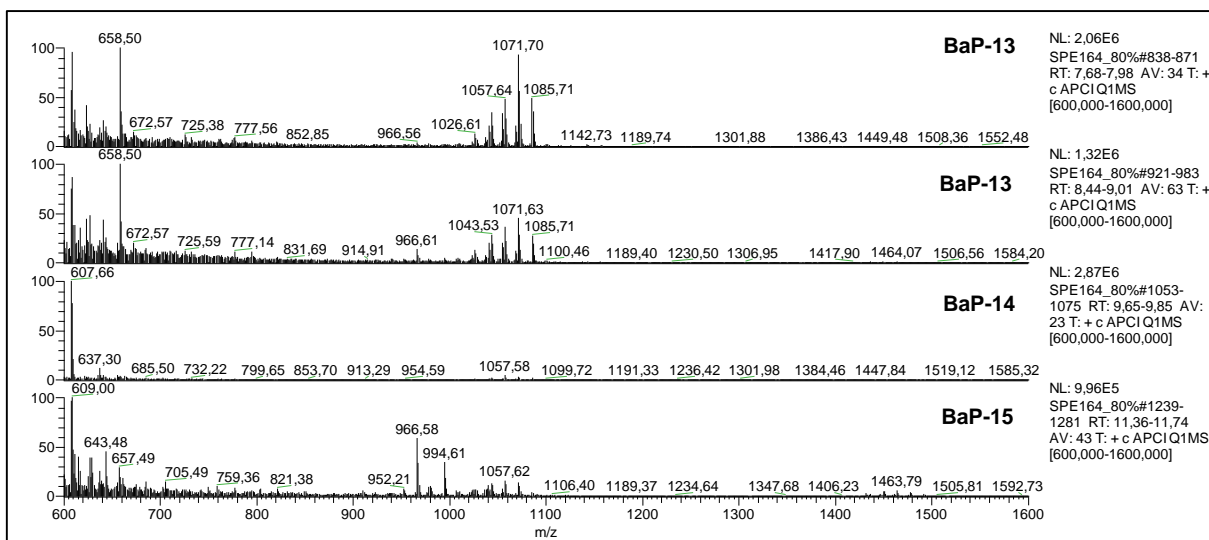 658,50
100
1071,70
BaP-13
NL: 2,06E6
SPE164_80%#838-871
RT: 7,68-7,98 AV: 34 T: +
c APCI Q1MS
[600,000-1600,000]
1057,64
1085,71
50
672,57 725,38 777,56 852,85 966,56 1026,61 1142,73 1189,74 1301,88 1386,43 1449,48 1508,36 1552,48
0
658,50
100
BaP-13
NL: 1,32E6
SPE164_80%#921-983
RT: 8,44-9,01 AV: 63 T: +
c APCI Q1MS
[600,000-1600,000]
1071,63
1043,53 1085,71
50
672,57 725,59 777,14 831,69 914,91 966,61 1100,46 1189,40 1230,50 1306,95 1417,90 1464,07 1506,56 1584,20
0
607,66
100
BaP-14
NL: 2,87E6
SPE164_80%#1053-
1075 RT: 9,65-9,85 AV:
23 T: + c APCI Q1MS
[600,000-1600,000]
50
637,30 685,50 732,22 799,65 853,70 913,29 954,59 1057,58 1099,72 1191,33 1236,42 1301,98 1384,46 1447,84 1519,12 1585,32
0
609,00
100
BaP-15
NL: 9,96E5
SPE164_80%#1239-
1281 RT: 11,36-11,74
AV: 43 T: + c APCI Q1MS
[600,000-1600,000]
966,58
994,61
50
643,48
657,49 705,49 759,36 821,38 952,21 1057,62 1106,40 1189,37 1234,64 1347,68 1406,23 1463,79 1505,81 1592,73
0
600 700 800 900 1000 1100 1200 1300 1400 1500 1600
m/z